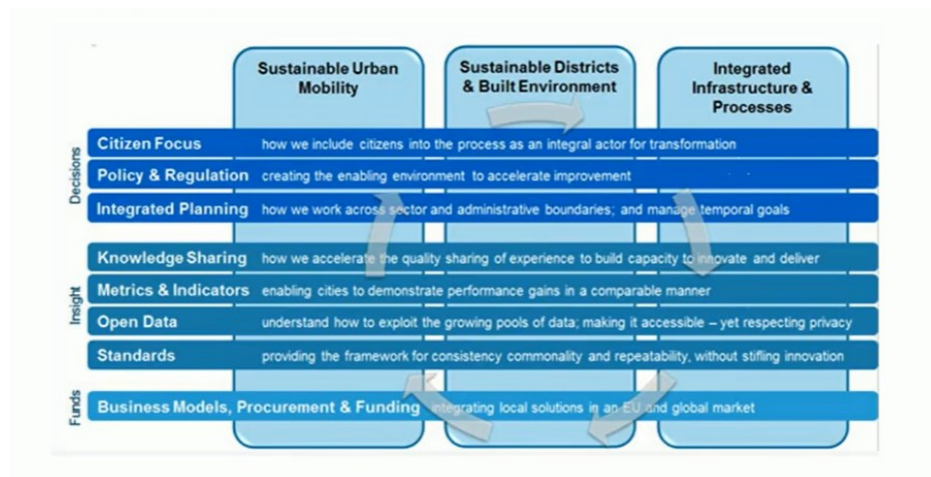 Sustainable Urban
Mobility
Sustainable Districts
& Built Environment
Integrated
Infrastructure &
Processes
Decisions
Citizen Focus how we include citizens into the process as an integral actor for transformation
Policy & Regulation creating the enabling environment to accelerate improvement
Integrated Planning how we work across sector and administrative boundaries; and manage temporal goals
Insight
Knowledge Sharing how we accelerate the quality sharing of experience to build capacity to innovate and deliver
Metrics & Indicators enabling cities to demonstrate performance gains in a comparable manner
Open Data understand how to exploit the growing pools of data; making it accessible – yet respecting privacy
Standards providing the framework for consistency commonality and repeatability, without stifling innovation
Funds
Business Models, Procurement & Funding integrating local solutions in an EU and global market